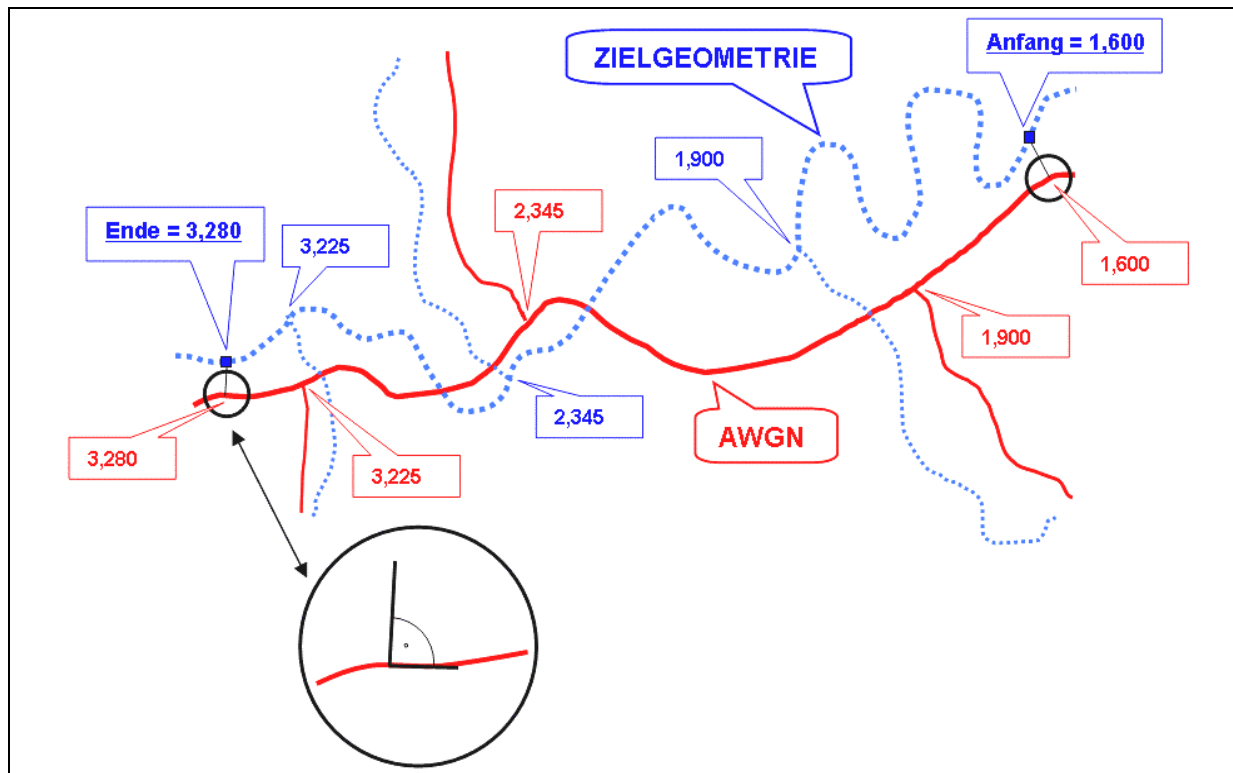 Anfang = 1,600
ZIELGEOMETRIE
1,900
2,345
Ende = 3,280
3,225
1,600
1,900
2,345
AWGN
3,280
3,225